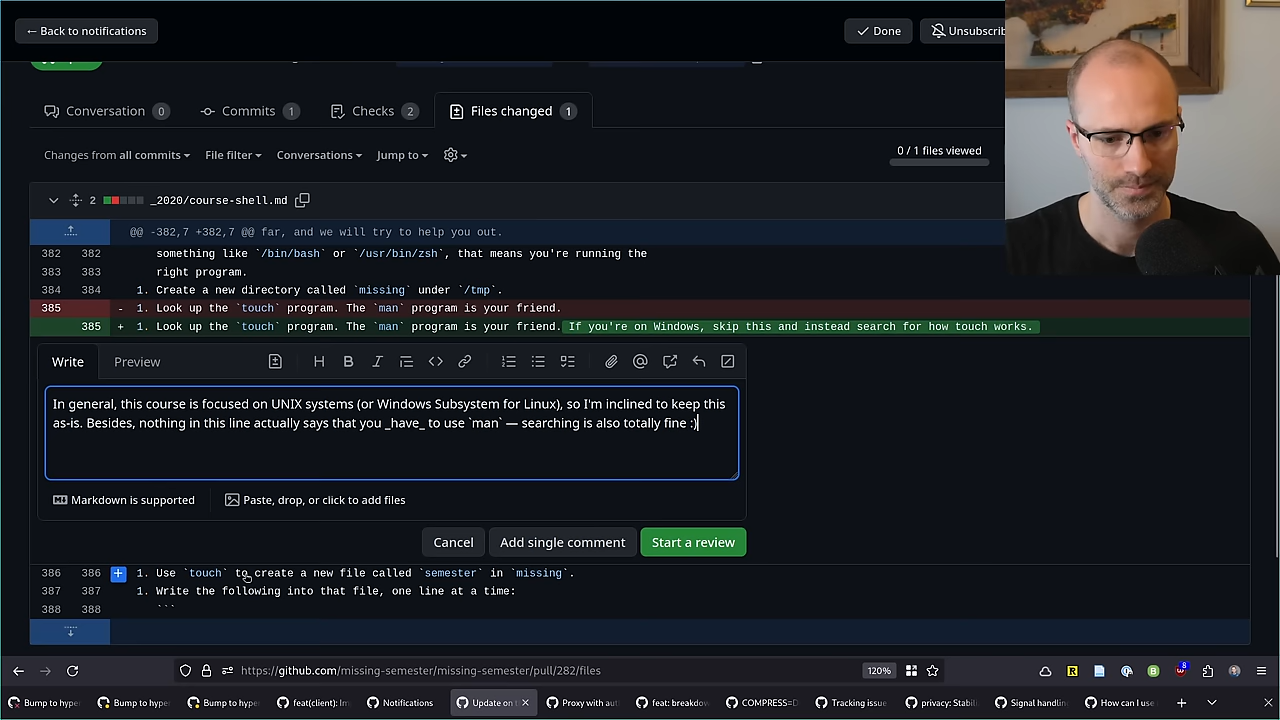 ← Back to notifications
Done
Unsubscrib
Conversation 0
Commits 1
Checks 2
Files changed 1
Changes from all commits
File filter
Conversations
Jump to
0 / 1 files viewed
2 _2020/course-shell.md
@@ -382,7 +382,7 @@ far, and we will try to help you out.
382 382 something like `/bin/bash` or `/usr/bin/zsh`, that means you're running the
383 383 right program.
384 384 1. Create a new directory called `missing` under `/tmp`.
385 - 1. Look up the `touch` program. The `man` program is your friend.
385 + 1. Look up the `touch` program. The `man` program is your friend. If you're on Windows, skip this and instead search for how touch works.
Write
Preview
In general, this course is focused on UNIX systems (or Windows Subsystem for Linux), so I'm inclined to keep this
as-is. Besides, nothing in this line actually says that you _have_ to use `man` — searching is also totally fine :)
Markdown is supported
Paste, drop, or click to add files
Cancel
Add single comment
Start a review
386 386 1. Use `touch` to create a new file called `semester` in `missing`.
387 387 1. Write the following into that file, one line at a time:
388 388 ```
https://github.com/missing-semester/missing-semester/pull/282/files
120%
8
Bump to hype
Bump to hype
Bump to hype
feat(client): Im
Notifications
Update on t
Proxy with aut
feat: breakdow
COMPRESS=D
Tracking issue
privacy: Stabil
Signal handlin
How can I use